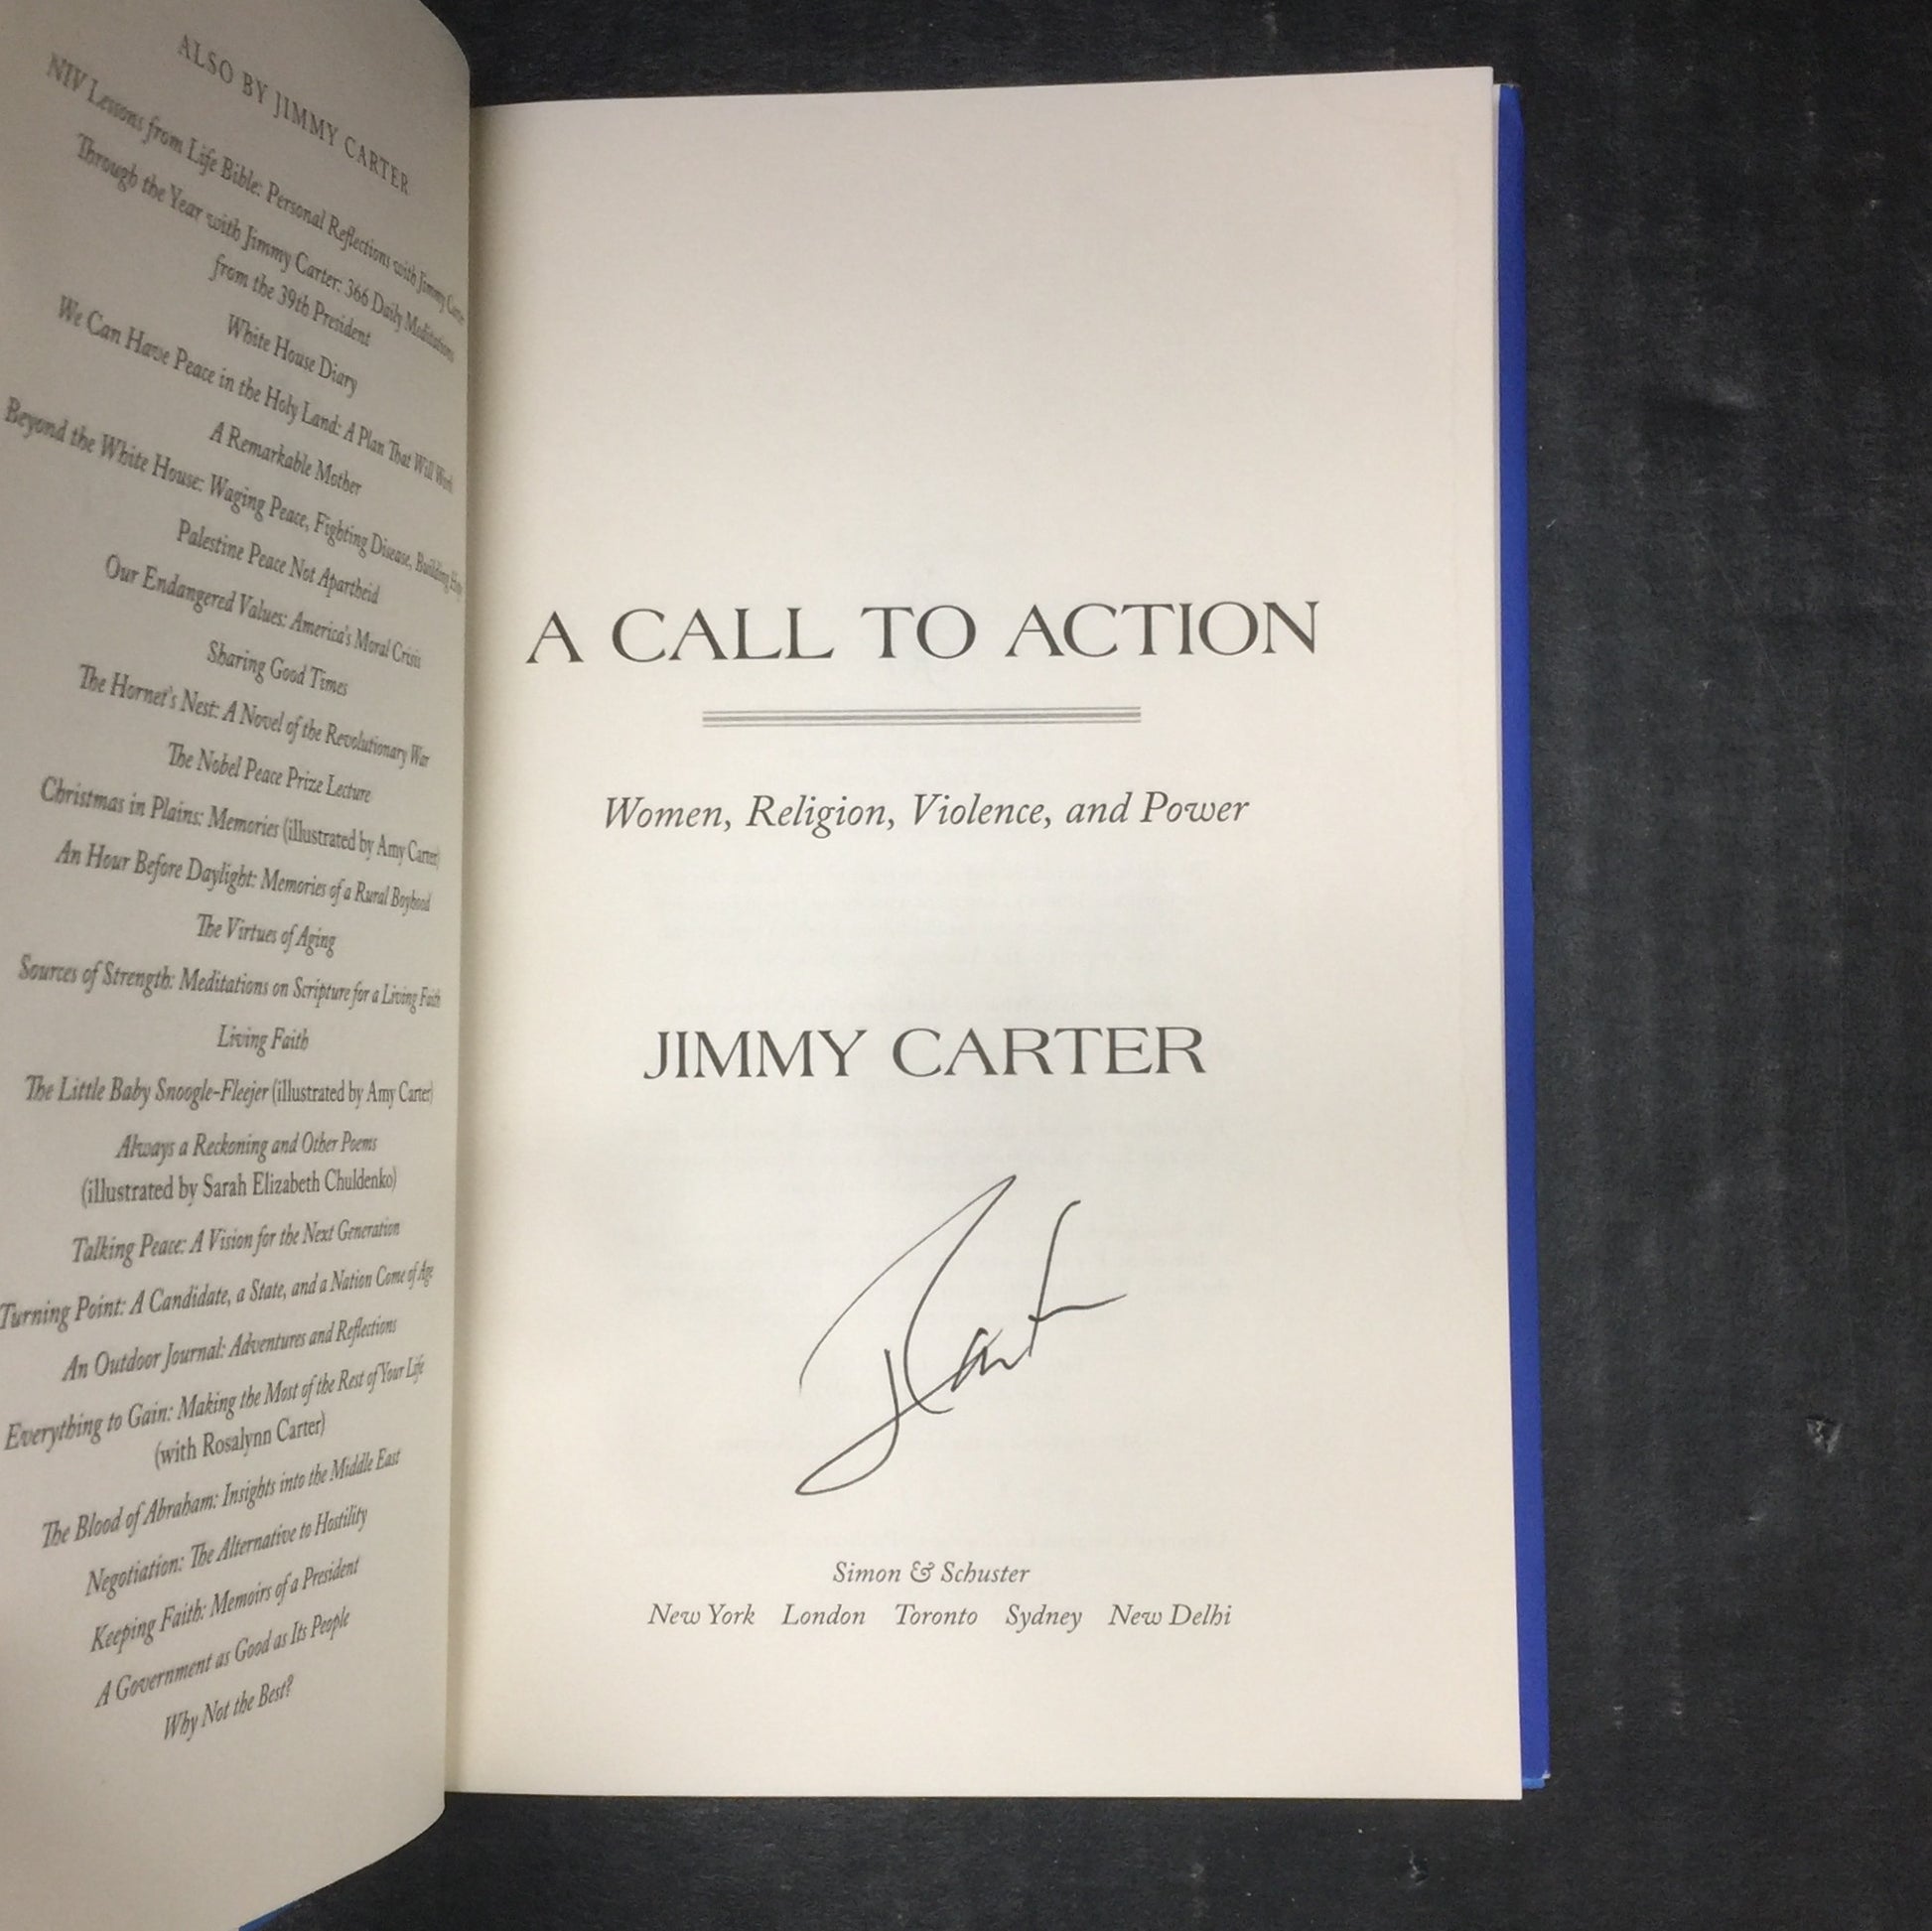 ALSO BY JIMMY CARTER
NIV Lessons from Life Bible: Personal Reflections with Jimmy Carter
Through the Year with Jimmy Carter: 366 Daily Meditations
from the 39th President
White House Diary
We Can Have Peace in the Holy Land: A Plan That Will Work
A Remarkable Mother
Beyond the White House: Waging Peace, Fighting Disease, Building Hope
Palestine Peace Not Apartheid
Our Endangered Values: America's Moral Crisis
Sharing Good Times
The Hornet's Nest: A Novel of the Revolutionary War
The Nobel Peace Prize Lecture
Christmas in Plains: Memories (illustrated by Amy Carter)
An Hour Before Daylight: Memories of a Rural Boyhood
The Virtues of Aging
Sources of Strength: Meditations on Scripture for a Living Faith
Living Faith
The Little Baby Snoogle-Fleejer (illustrated by Amy Carter)
Always a Reckoning and Other Poems
(illustrated by Sarah Elizabeth Chuldenko)
Talking Peace: A Vision for the Next Generation
Turning Point: A Candidate, a State, and a Nation Come of Age
An Outdoor Journal: Adventures and Reflections
Everything to Gain: Making the Most of the Rest of Your Life
(with Rosalynn Carter)
The Blood of Abraham: Insights into the Middle East
Negotiation: The Alternative to Hostility
Keeping Faith: Memoirs of a President
A Government as Good as Its People
Why Not the Best?
A CALL TO ACTION
Women, Religion, Violence, and Power
JIMMY CARTER
J Carter
Simon & Schuster
New York London Toronto Sydney New Delhi